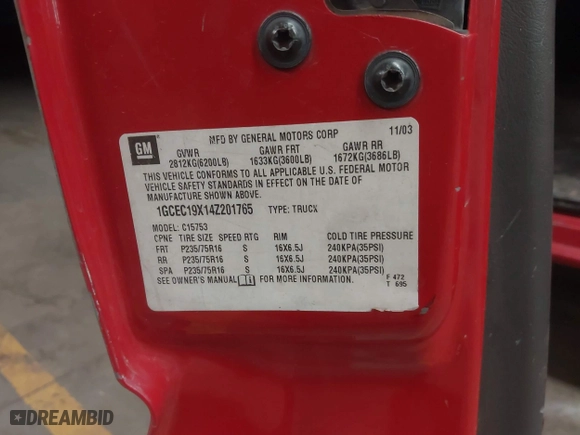 GM
MFD BY GENERAL MOTORS CORP 11/03
GVWR GAWR FRT GAWR RR
2812KG(6200LB) 1633KG(3600LB) 1672KG(3686LB)
THIS VEHICLE CONFORMS TO ALL APPLICABLE U.S. FEDERAL MOTOR
VEHICLE SAFETY STANDARDS IN EFFECT ON THE DATE OF
MANUFACTURE SHOWN ABOVE.
1GCEC19X14Z201765 TYPE: TRUCK
MODEL: C15753
CPNE TIRE SIZE SPEED RTG RIM COLD TIRE PRESSURE
FRT P235/75R16 S 16X6.5J 240KPA(35PSI)
RR P235/75R16 S 16X6.5J 240KPA(35PSI)
SPA P235/75R16 S 16X6.5J 240KPA(35PSI)
SEE OWNER'S MANUAL FOR MORE INFORMATION. F 472
T 695
DREAMBID